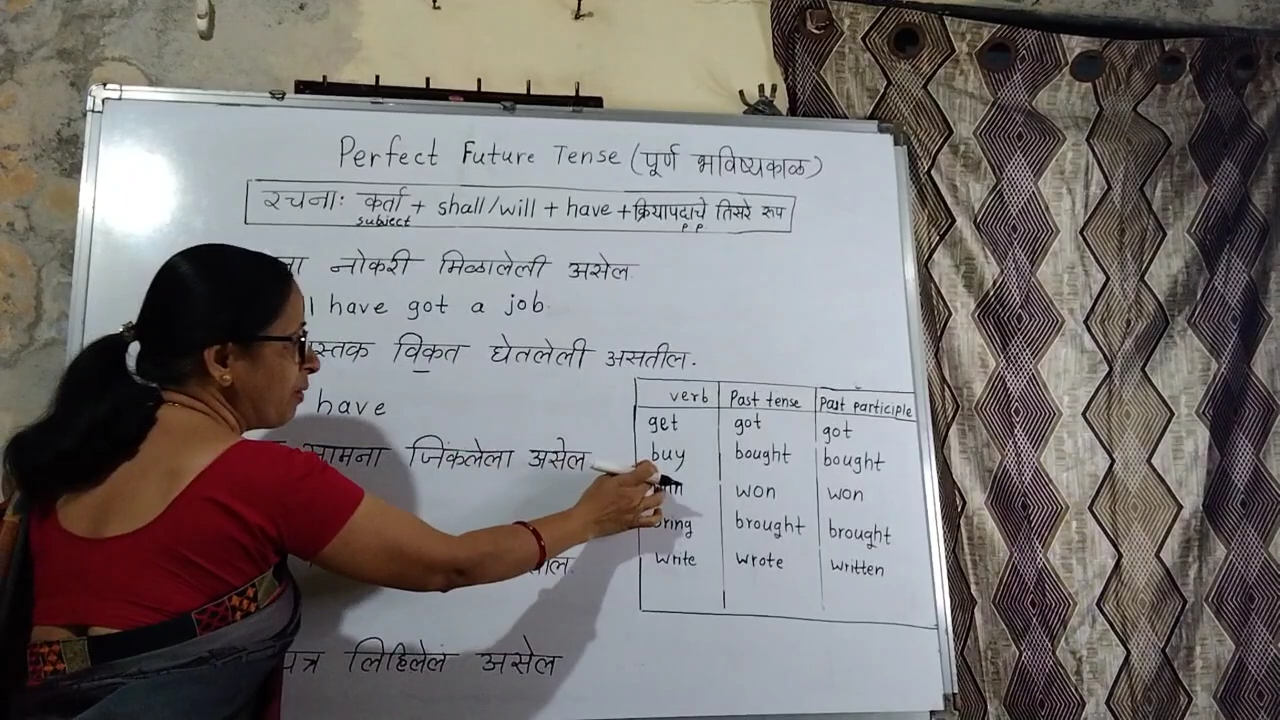 Perfect Future Tense (पूर्ण भविष्यकाळ)
रचना: कर्ता + shall/will + have + क्रियापदाचे तिसरे रूप
subject
P P
नोकरी मिळालेली असेल
have got a job.
विकत घेतलेली असतील.
have
सामना जिंकलेला असेल
पत्र लिहिलेलं असेल
verb Past tense Past participle
get got got
buy bought bought
won won
bring brought brought
write wrote written